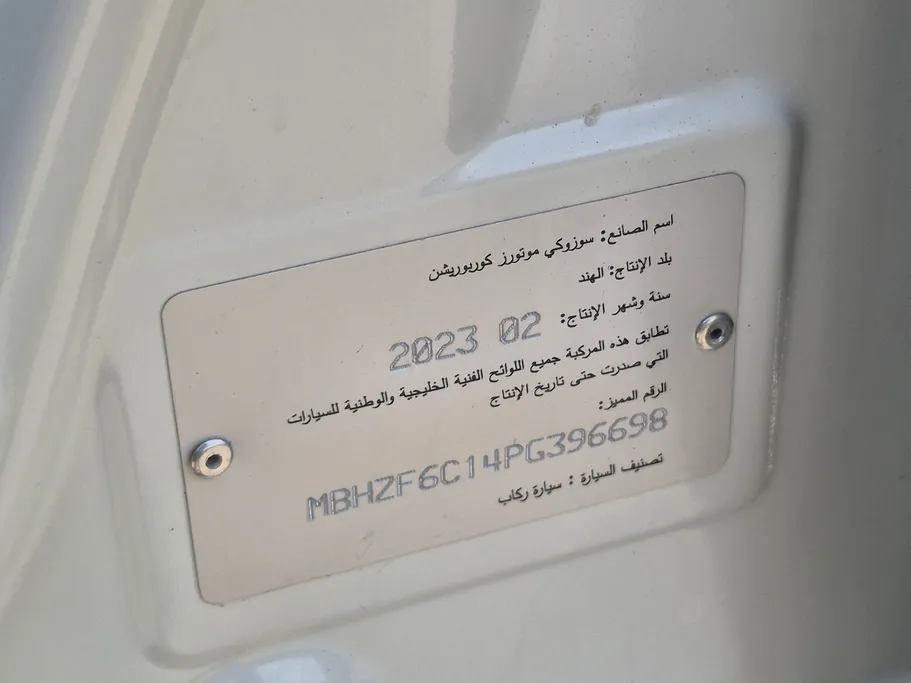 اسم الصانع: سوزوكي موتورز كوربوريشن
بلد الإنتاج: الهند
سنة وشهر الإنتاج: 2023 02
تطابق هذه المركبة جميع اللوائح الفنية الخليجية والوطنية للسيارات
التي صدرت حتى تاريخ الإنتاج
الرقم المميز:
MBHZF6C14PG396698
تصنيف السيارة : سيارة ركاب